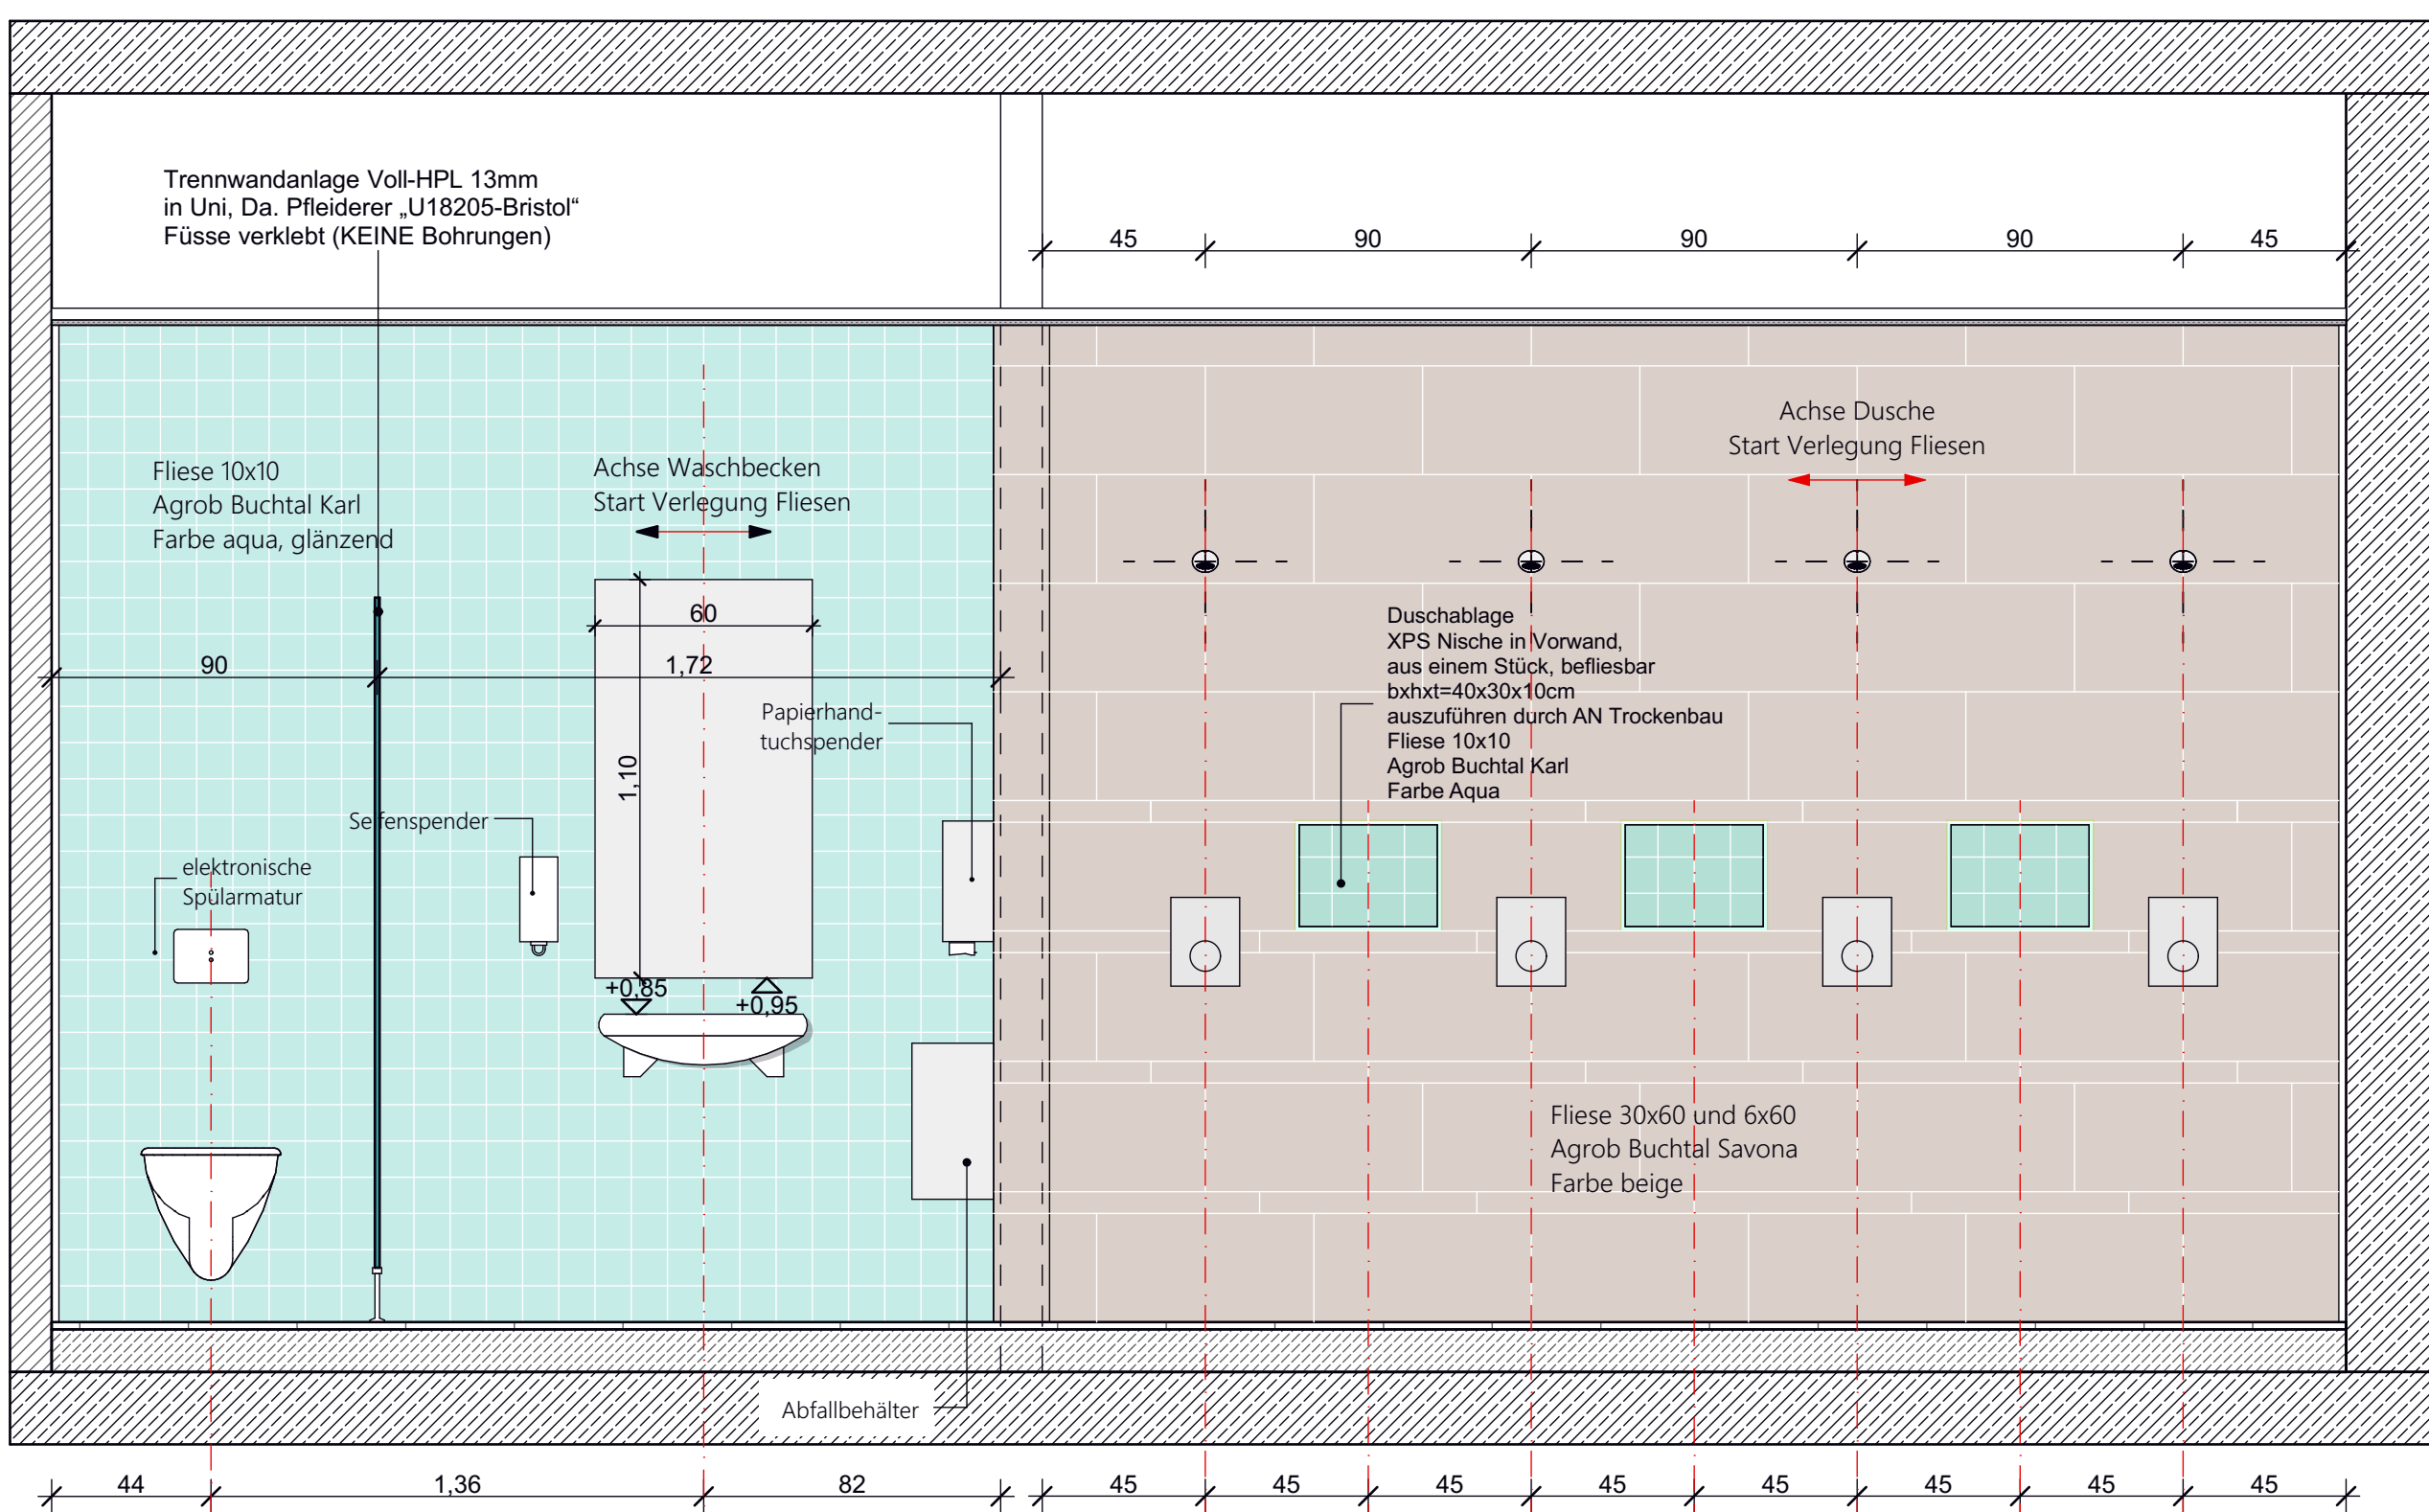 Trennwandanlage Voll-HPL 13mm
in Uni, Da. Pfleiderer „U18205-Bristol“
Füsse verklebt (KEINE Bohrungen)
45 90 90 90 45
Achse Dusche
Start Verlegung Fliesen
Fliese 10x10
Agrob Buchtal Karl
Farbe aqua, glänzend
Achse Waschbecken
Start Verlegung Fliesen
60
90 1,72
1,10
Duschablage
XPS Nische in Vorwand,
aus einem Stück, befliesbar
bxhxt=40x30x10cm
auszuführen durch AN Trockenbau
Fliese 10x10
Agrob Buchtal Karl
Farbe Aqua
Papierhand-
tuchspender
Seifenspender
elektronische
Spülarmatur
+0,85
+0,95
Fliese 30x60 und 6x60
Agrob Buchtal Savona
Farbe beige
Abfallbehälter
44 1,36 82 45 45 45 45 45 45 45 45